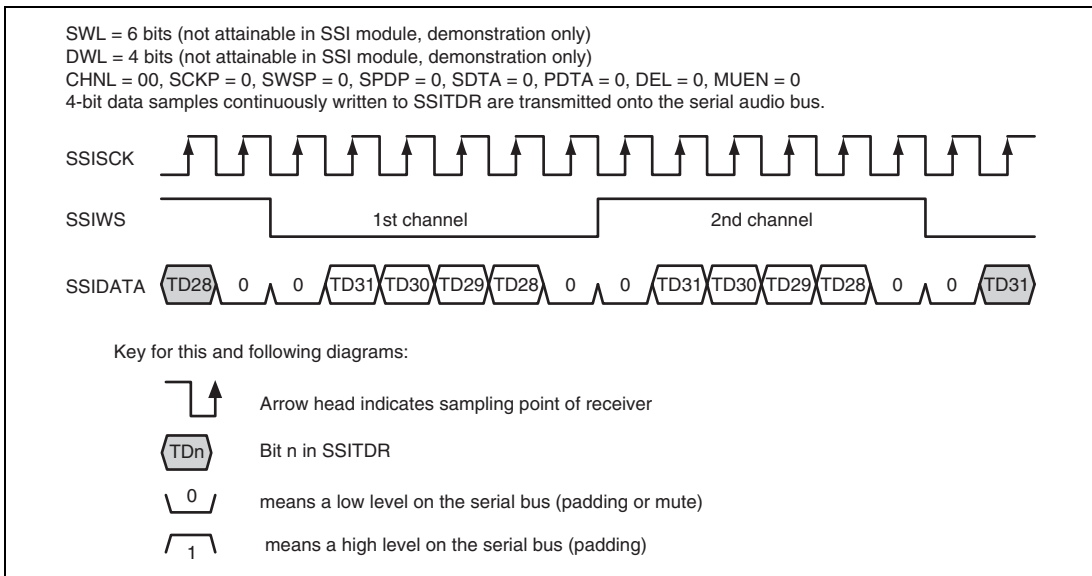 SWL = 6 bits (not attainable in SSI module, demonstration only)
DWL = 4 bits (not attainable in SSI module, demonstration only)
CHNL = 00, SCKP = 0, SWSP = 0, SPDP = 0, SDTA = 0, PDTA = 0, DEL = 0, MUEN = 0
4-bit data samples continuously written to SSITDR are transmitted onto the serial audio bus.
SSISCK
SSIWS 1st channel 2nd channel
SSIDATA TD28 0 0 TD31 TD30 TD29 TD28 0 0 TD31 TD30 TD29 TD28 0 0 TD31
Key for this and following diagrams:
Arrow head indicates sampling point of receiver
TDn Bit n in SSITDR
0 means a low level on the serial bus (padding or mute)
1 means a high level on the serial bus (padding)